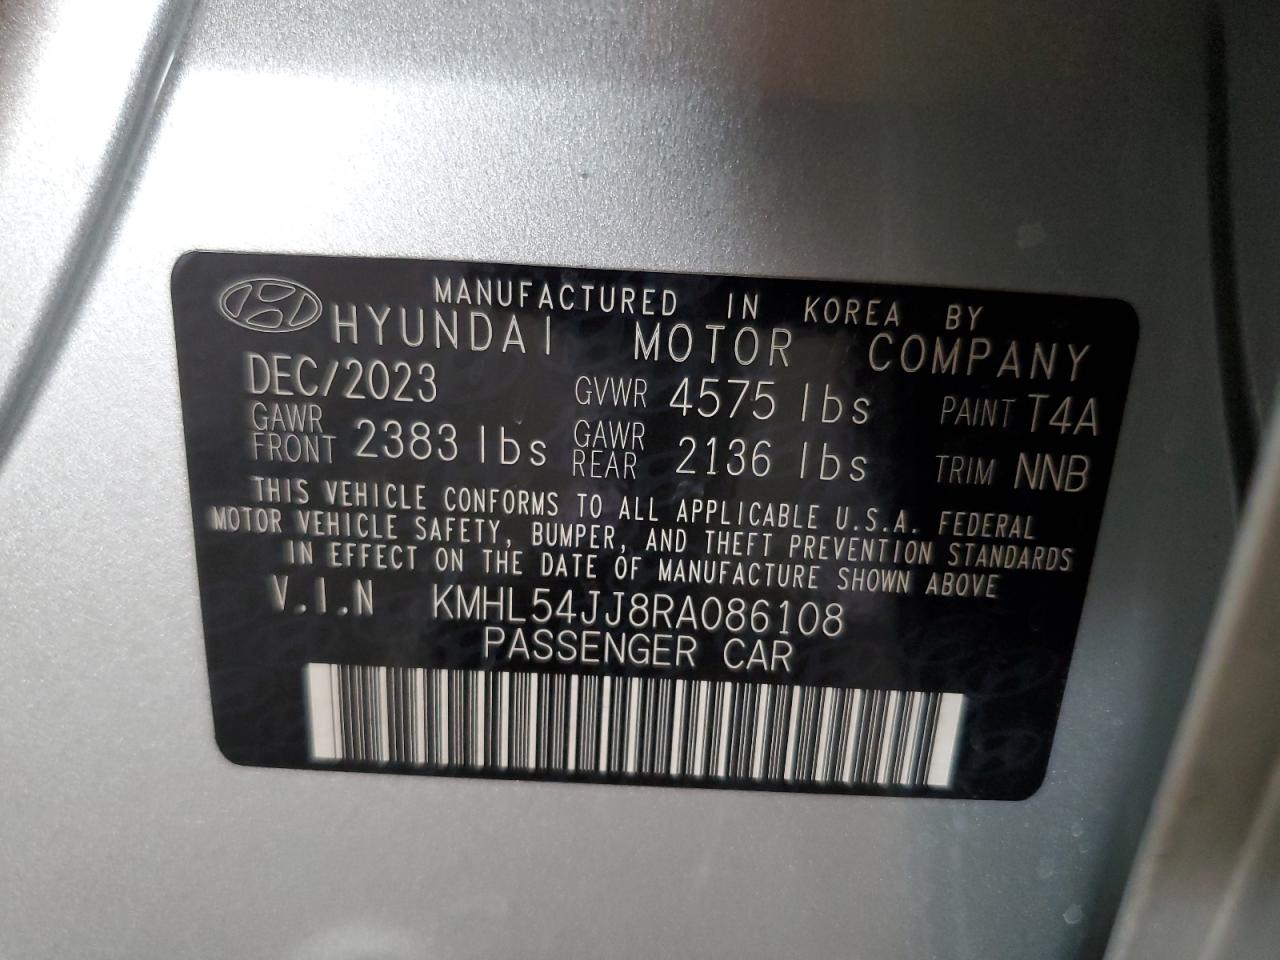 MANUFACTURED IN KOREA BY
HYUNDAI MOTOR COMPANY
DEC/2023 GVWR 4575 lbs PAINT T4A
GAWR FRONT 2383 lbs GAWR REAR 2136 lbs TRIM NNB
THIS VEHICLE CONFORMS TO ALL APPLICABLE U.S.A. FEDERAL
MOTOR VEHICLE SAFETY, BUMPER, AND THEFT PREVENTION STANDARDS
IN EFFECT ON THE DATE OF MANUFACTURE SHOWN ABOVE
V.I.N KMHL54JJ8RA086108
PASSENGER CAR